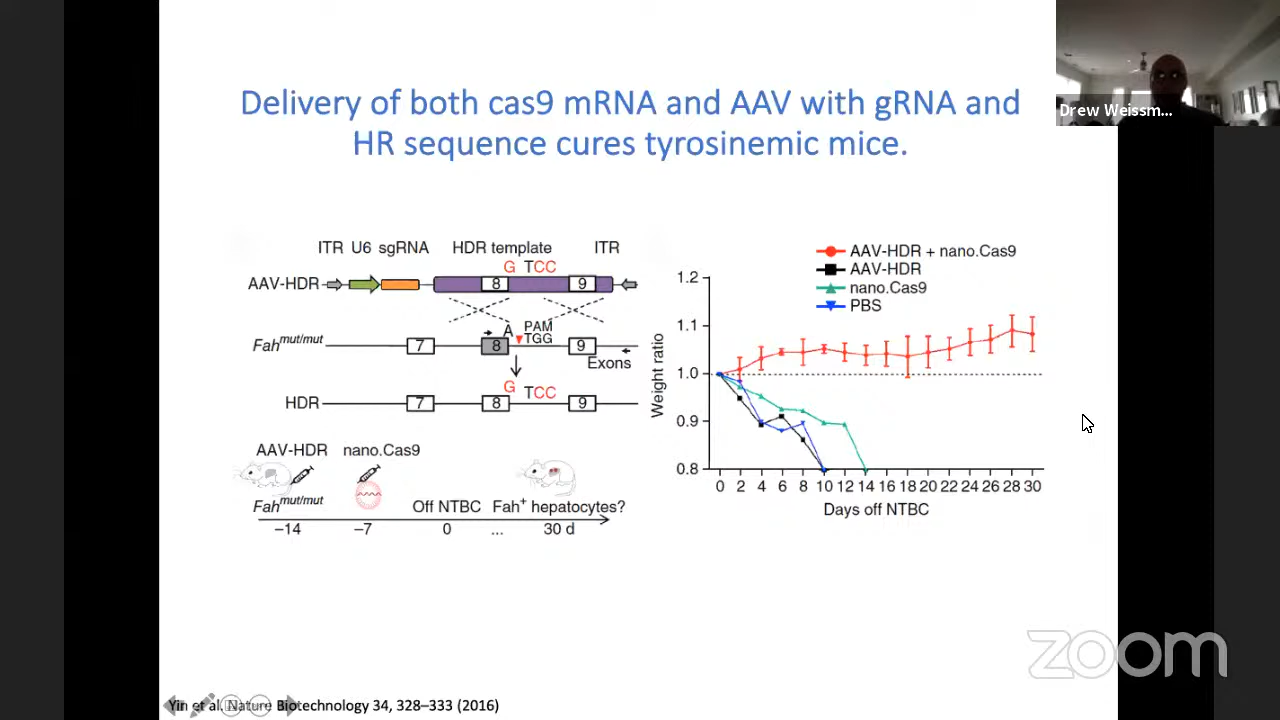 Delivery of both cas9 mRNA and AAV with gRNA and
HR sequence cures tyrosinemic mice.
Drew Weissm...
ITR U6 sgRNA HDR template ITR
G TCC
AAV-HDR 8 9
A PAM
TGG
Fah mut/mut 7 8 9
Exons
G TCC
HDR 7 8 9
AAV-HDR nano.Cas9
Fah mut/mut Off NTBC Fah+ hepatocytes?
–14 –7 0 ... 30 d
AAV-HDR + nano.Cas9
AAV-HDR
nano.Cas9
PBS
Weight ratio
1.2
1.1
1.0
0.9
0.8
0 2 4 6 8 10 12 14 16 18 20 22 24 26 28 30
Days off NTBC
zoom
Yin et al. Nature Biotechnology 34, 328–333 (2016)